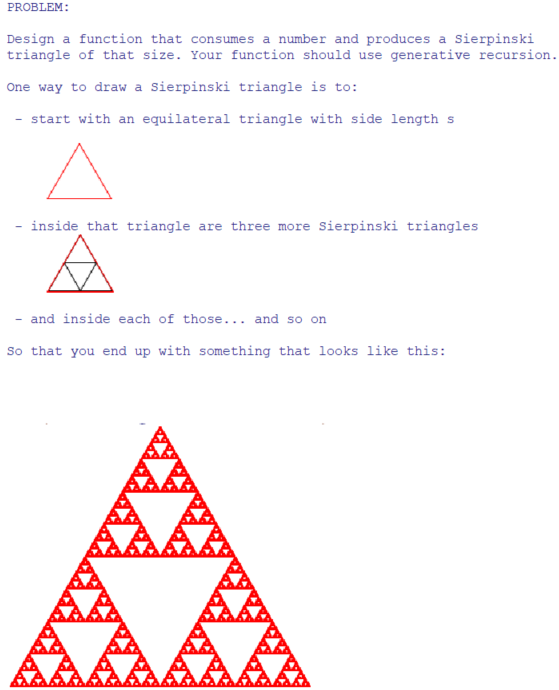 PROBLEM:
Design a function that consumes a number and produces a Sierpinski
triangle of that size. Your function should use generative recursion.
One way to draw a Sierpinski triangle is to:
- start with an equilateral triangle with side length s
- inside that triangle are three more Sierpinski triangles
- and inside each of those... and so on
So that you end up with something that looks like this: